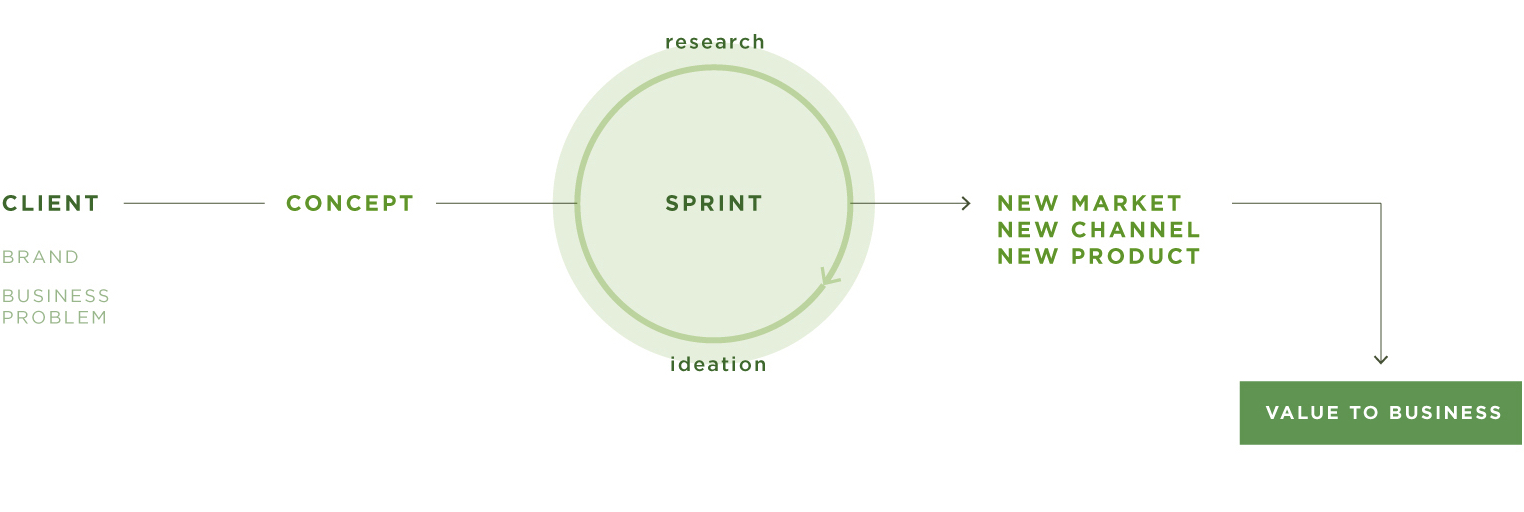 research
CLIENT
CONCEPT
SPRINT
NEW MARKET
NEW CHANNEL
NEW PRODUCT
BRAND
BUSINESS
PROBLEM
ideation
VALUE TO BUSINESS